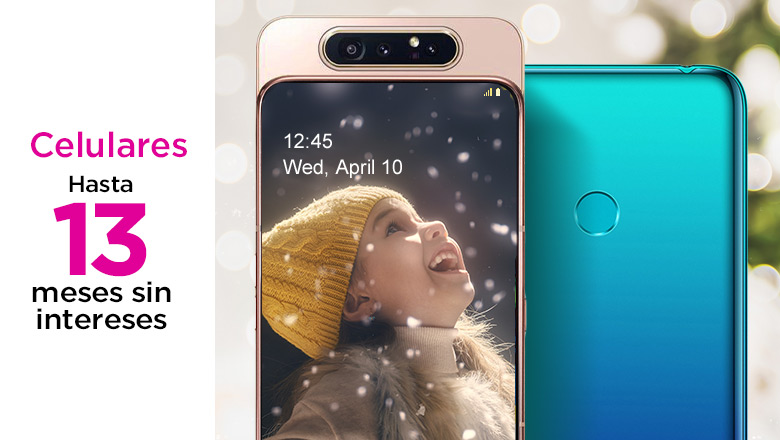 Celulares
Hasta
13
meses sin
intereses
12:45
Wed, April 10